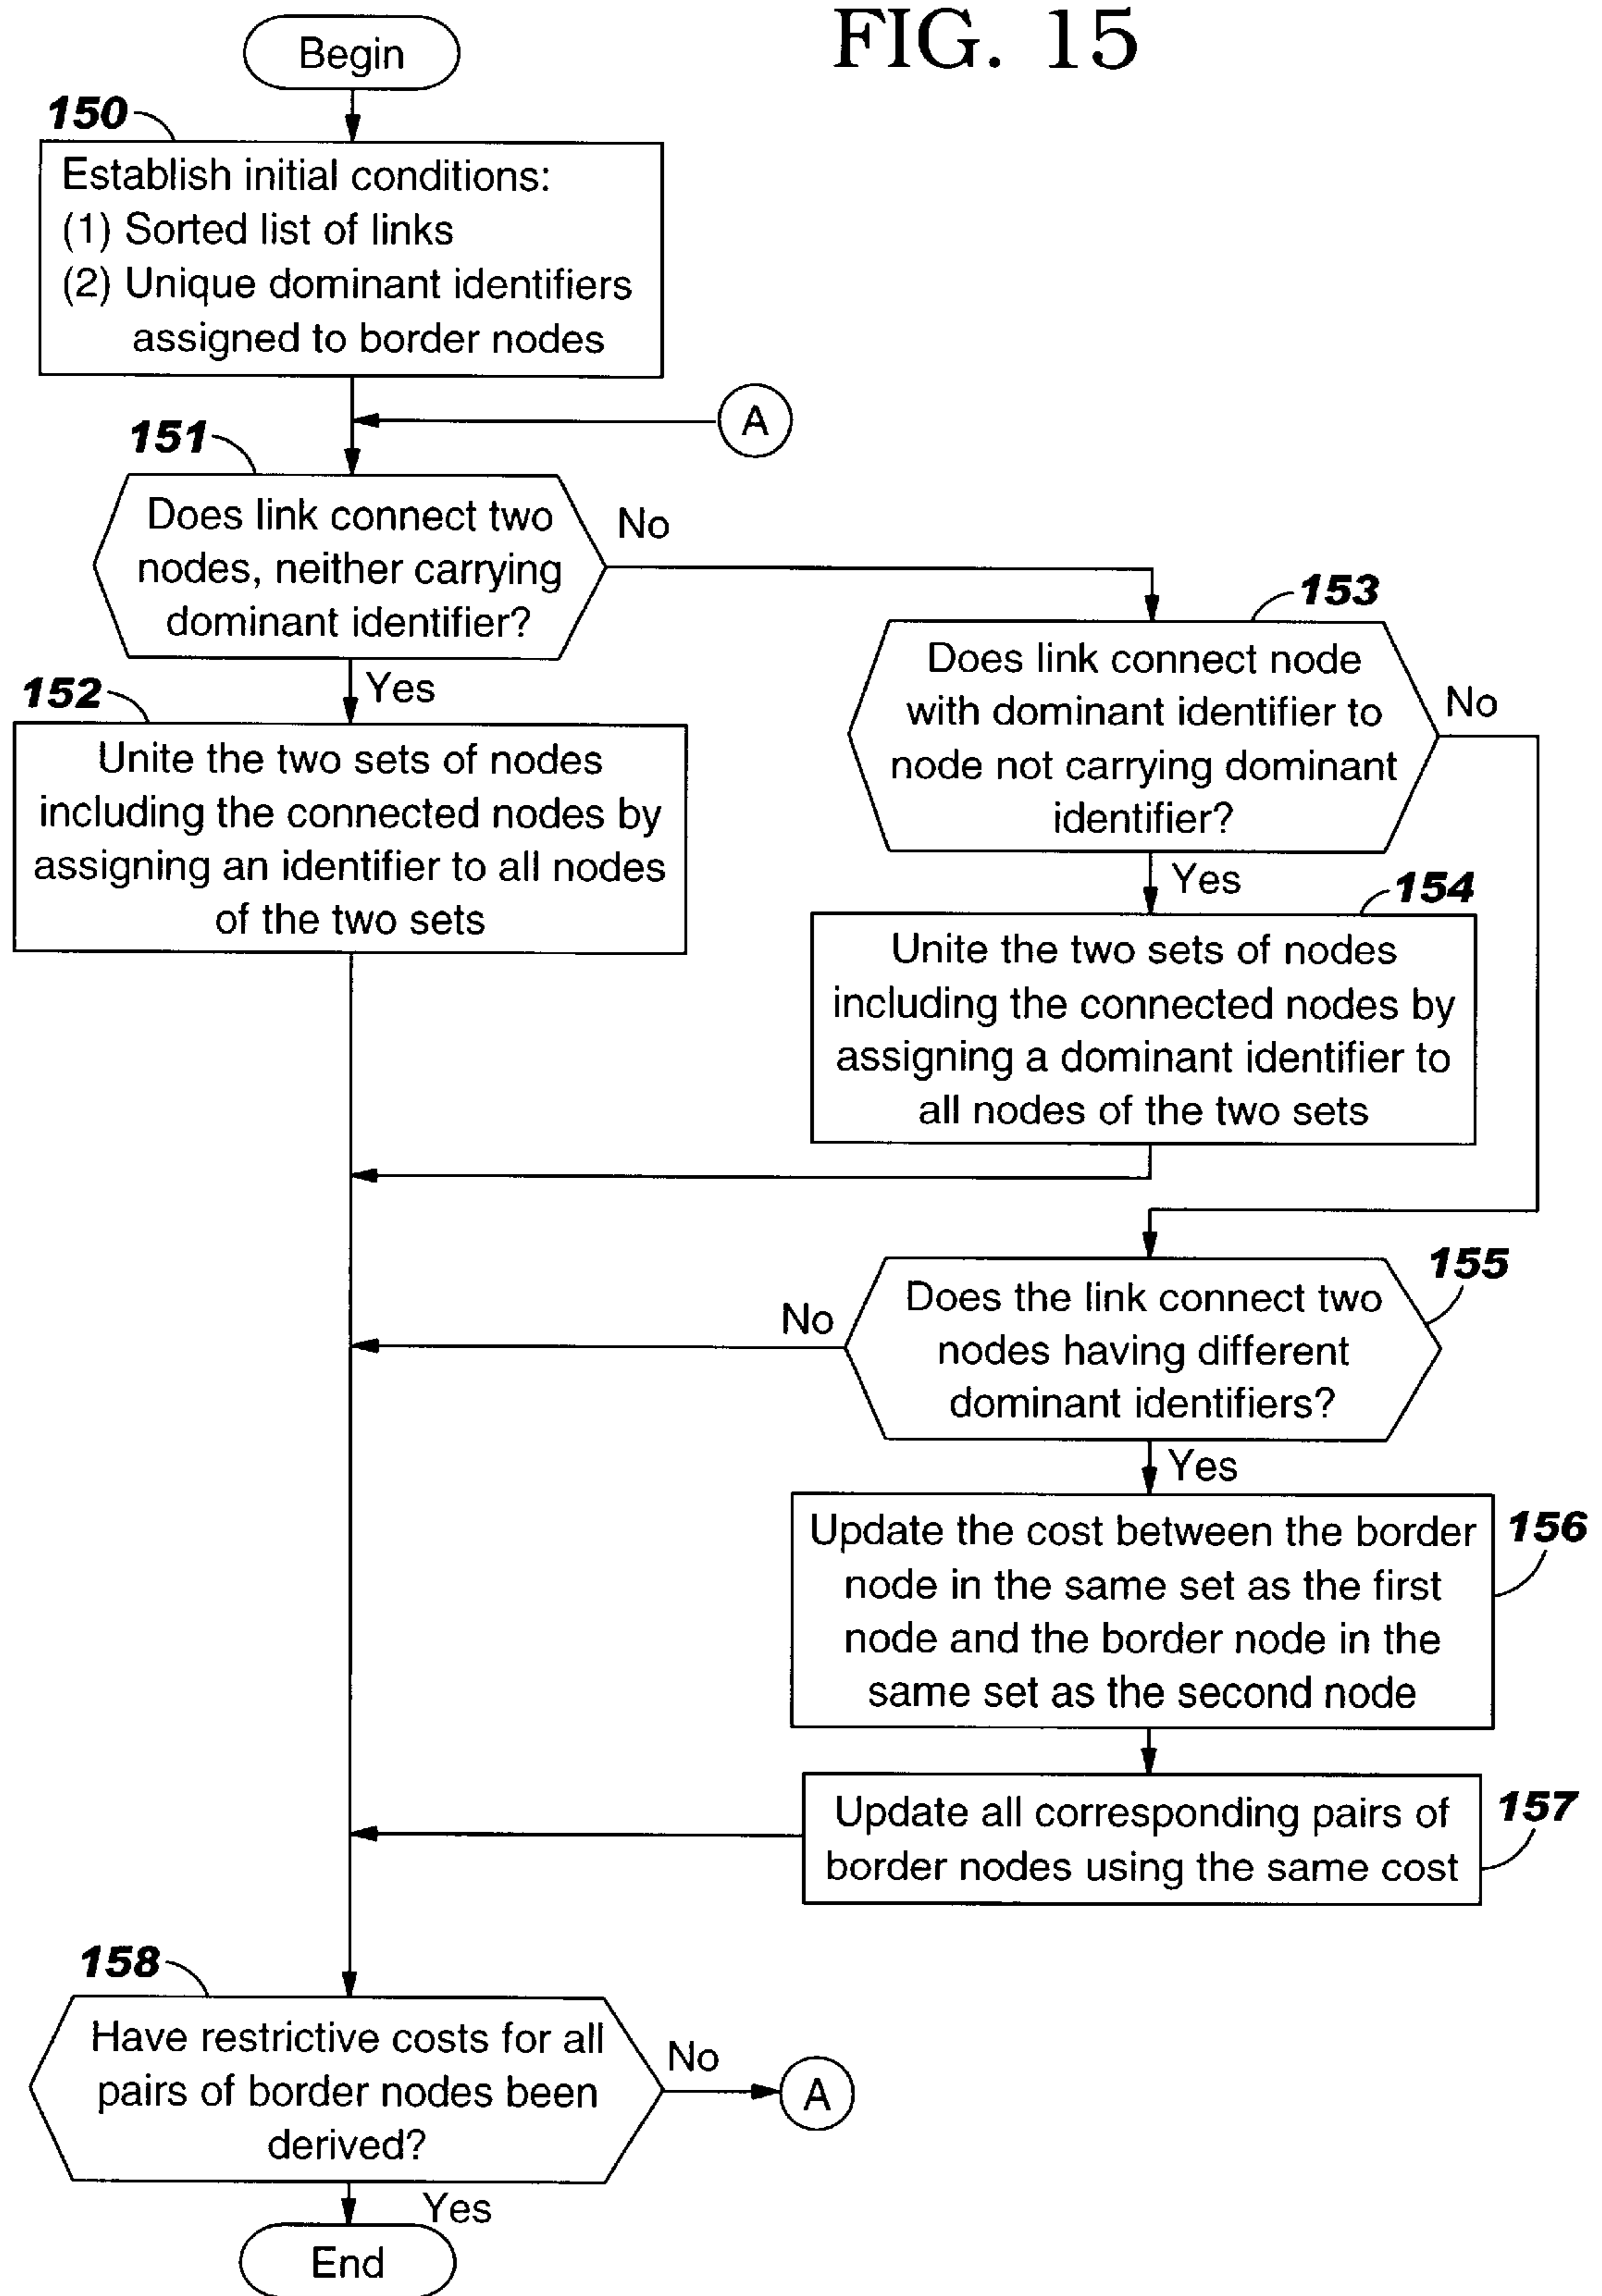 FIG. 15
Begin
150
Establish initial conditions:
(1) Sorted list of links
(2) Unique dominant identifiers
assigned to border nodes
A
151
Does link connect two
nodes, neither carrying
dominant identifier?
No
Yes
152
Unite the two sets of nodes
including the connected nodes by
assigning an identifier to all nodes
of the two sets
153
Does link connect node
with dominant identifier to
node not carrying dominant
identifier?
No
Yes
154
Unite the two sets of nodes
including the connected nodes by
assigning a dominant identifier to
all nodes of the two sets
155
Does the link connect two
nodes having different
dominant identifiers?
No
Yes
156
Update the cost between the border
node in the same set as the first
node and the border node in the
same set as the second node
157
Update all corresponding pairs of
border nodes using the same cost
158
Have restrictive costs for all
pairs of border nodes been
derived?
No
A
Yes
End